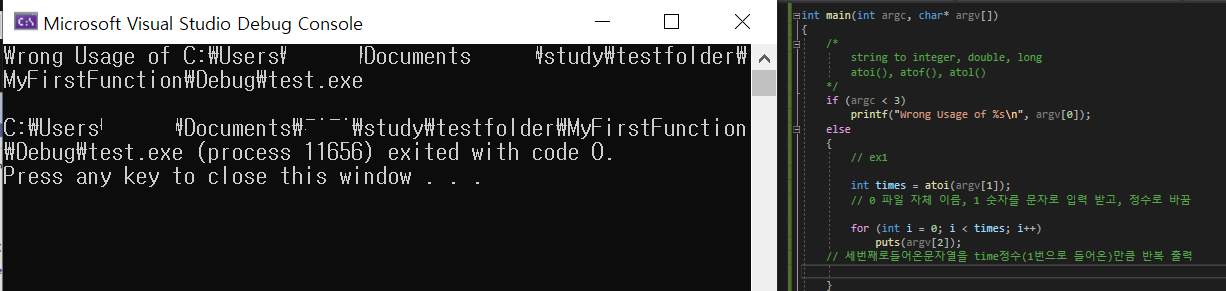 Microsoft Visual Studio Debug Console
Wrong Usage of C:\Users\ \Documents \study\testfolder\
MyFirstFunction\Debug\test.exe
C:\Users\ \Documents\ \study\testfolder\MyFirstFunction
\Debug\test.exe (process 11656) exited with code 0.
Press any key to close this window . . .
int main(int argc, char* argv[])
{
/*
string to integer, double, long
atoi(), atof(), atol()
*/
if (argc < 3)
printf("Wrong Usage of %s\n", argv[0]);
else
{
// ex1
int times = atoi(argv[1]);
// 0 파일 자체 이름, 1 숫자를 문자로 입력 받고, 정수로 바꿈
for (int i = 0; i < times; i++)
puts(argv[2]);
// 세번째로들어온문자열을 time정수(1번으로 들어온)만큼 반복 출력
}